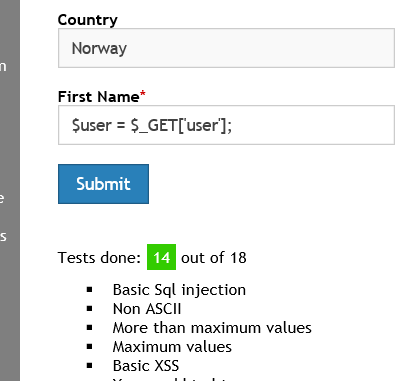 Country
Norway
m
First Name*
$user = $_GET['user'];
Submit
e
s
Tests done: 14 out of 18
Basic Sql injection
Non ASCII
More than maximum values
Maximum values
Basic XSS